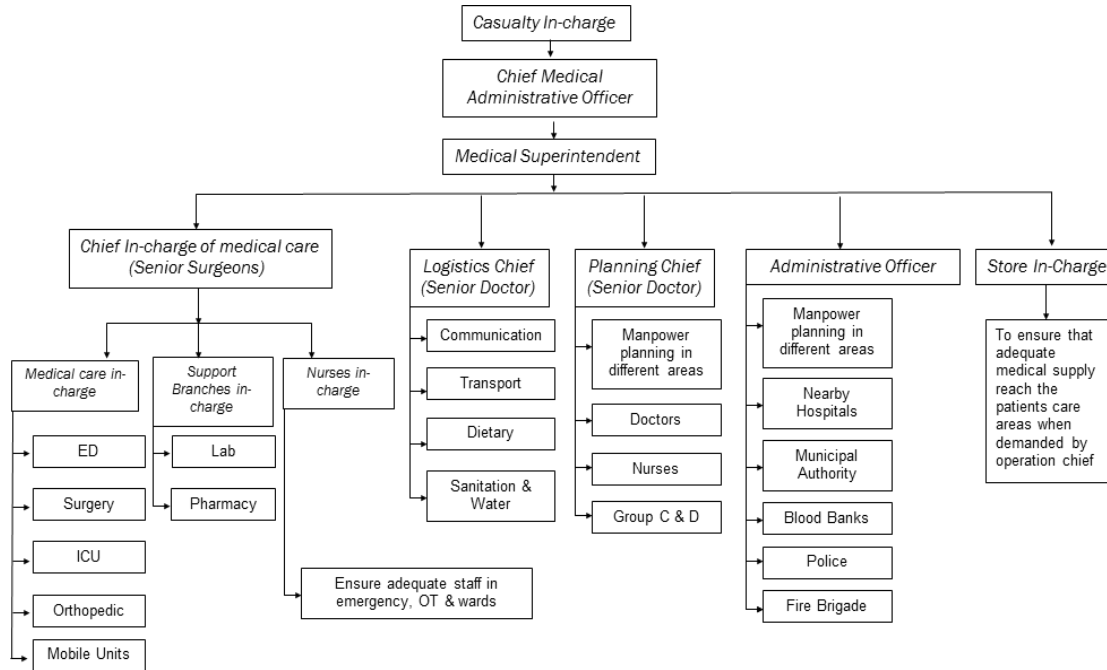 Casualty In-charge
Chief Medical
Administrative Officer
Medical Superintendent
Chief In-charge of medical care
(Senior Surgeons)
Logistics Chief
(Senior Doctor)
Planning Chief
(Senior Doctor)
Administrative Officer
Store In-Charge
Medical care in-
charge
Support
Branches in-
charge
Nurses in-
charge
ED
Surgery
ICU
Orthopedic
Mobile Units
Lab
Pharmacy
Ensure adequate staff in
emergency, OT & wards
Communication
Transport
Dietary
Sanitation &
Water
Manpower
planning in
different areas
Doctors
Nurses
Group C & D
Manpower
planning in
different areas
Nearby
Hospitals
Municipal
Authority
Blood Banks
Police
Fire Brigade
To ensure that
adequate
medical supply
reach the
patients care
areas when
demanded by
operation chief